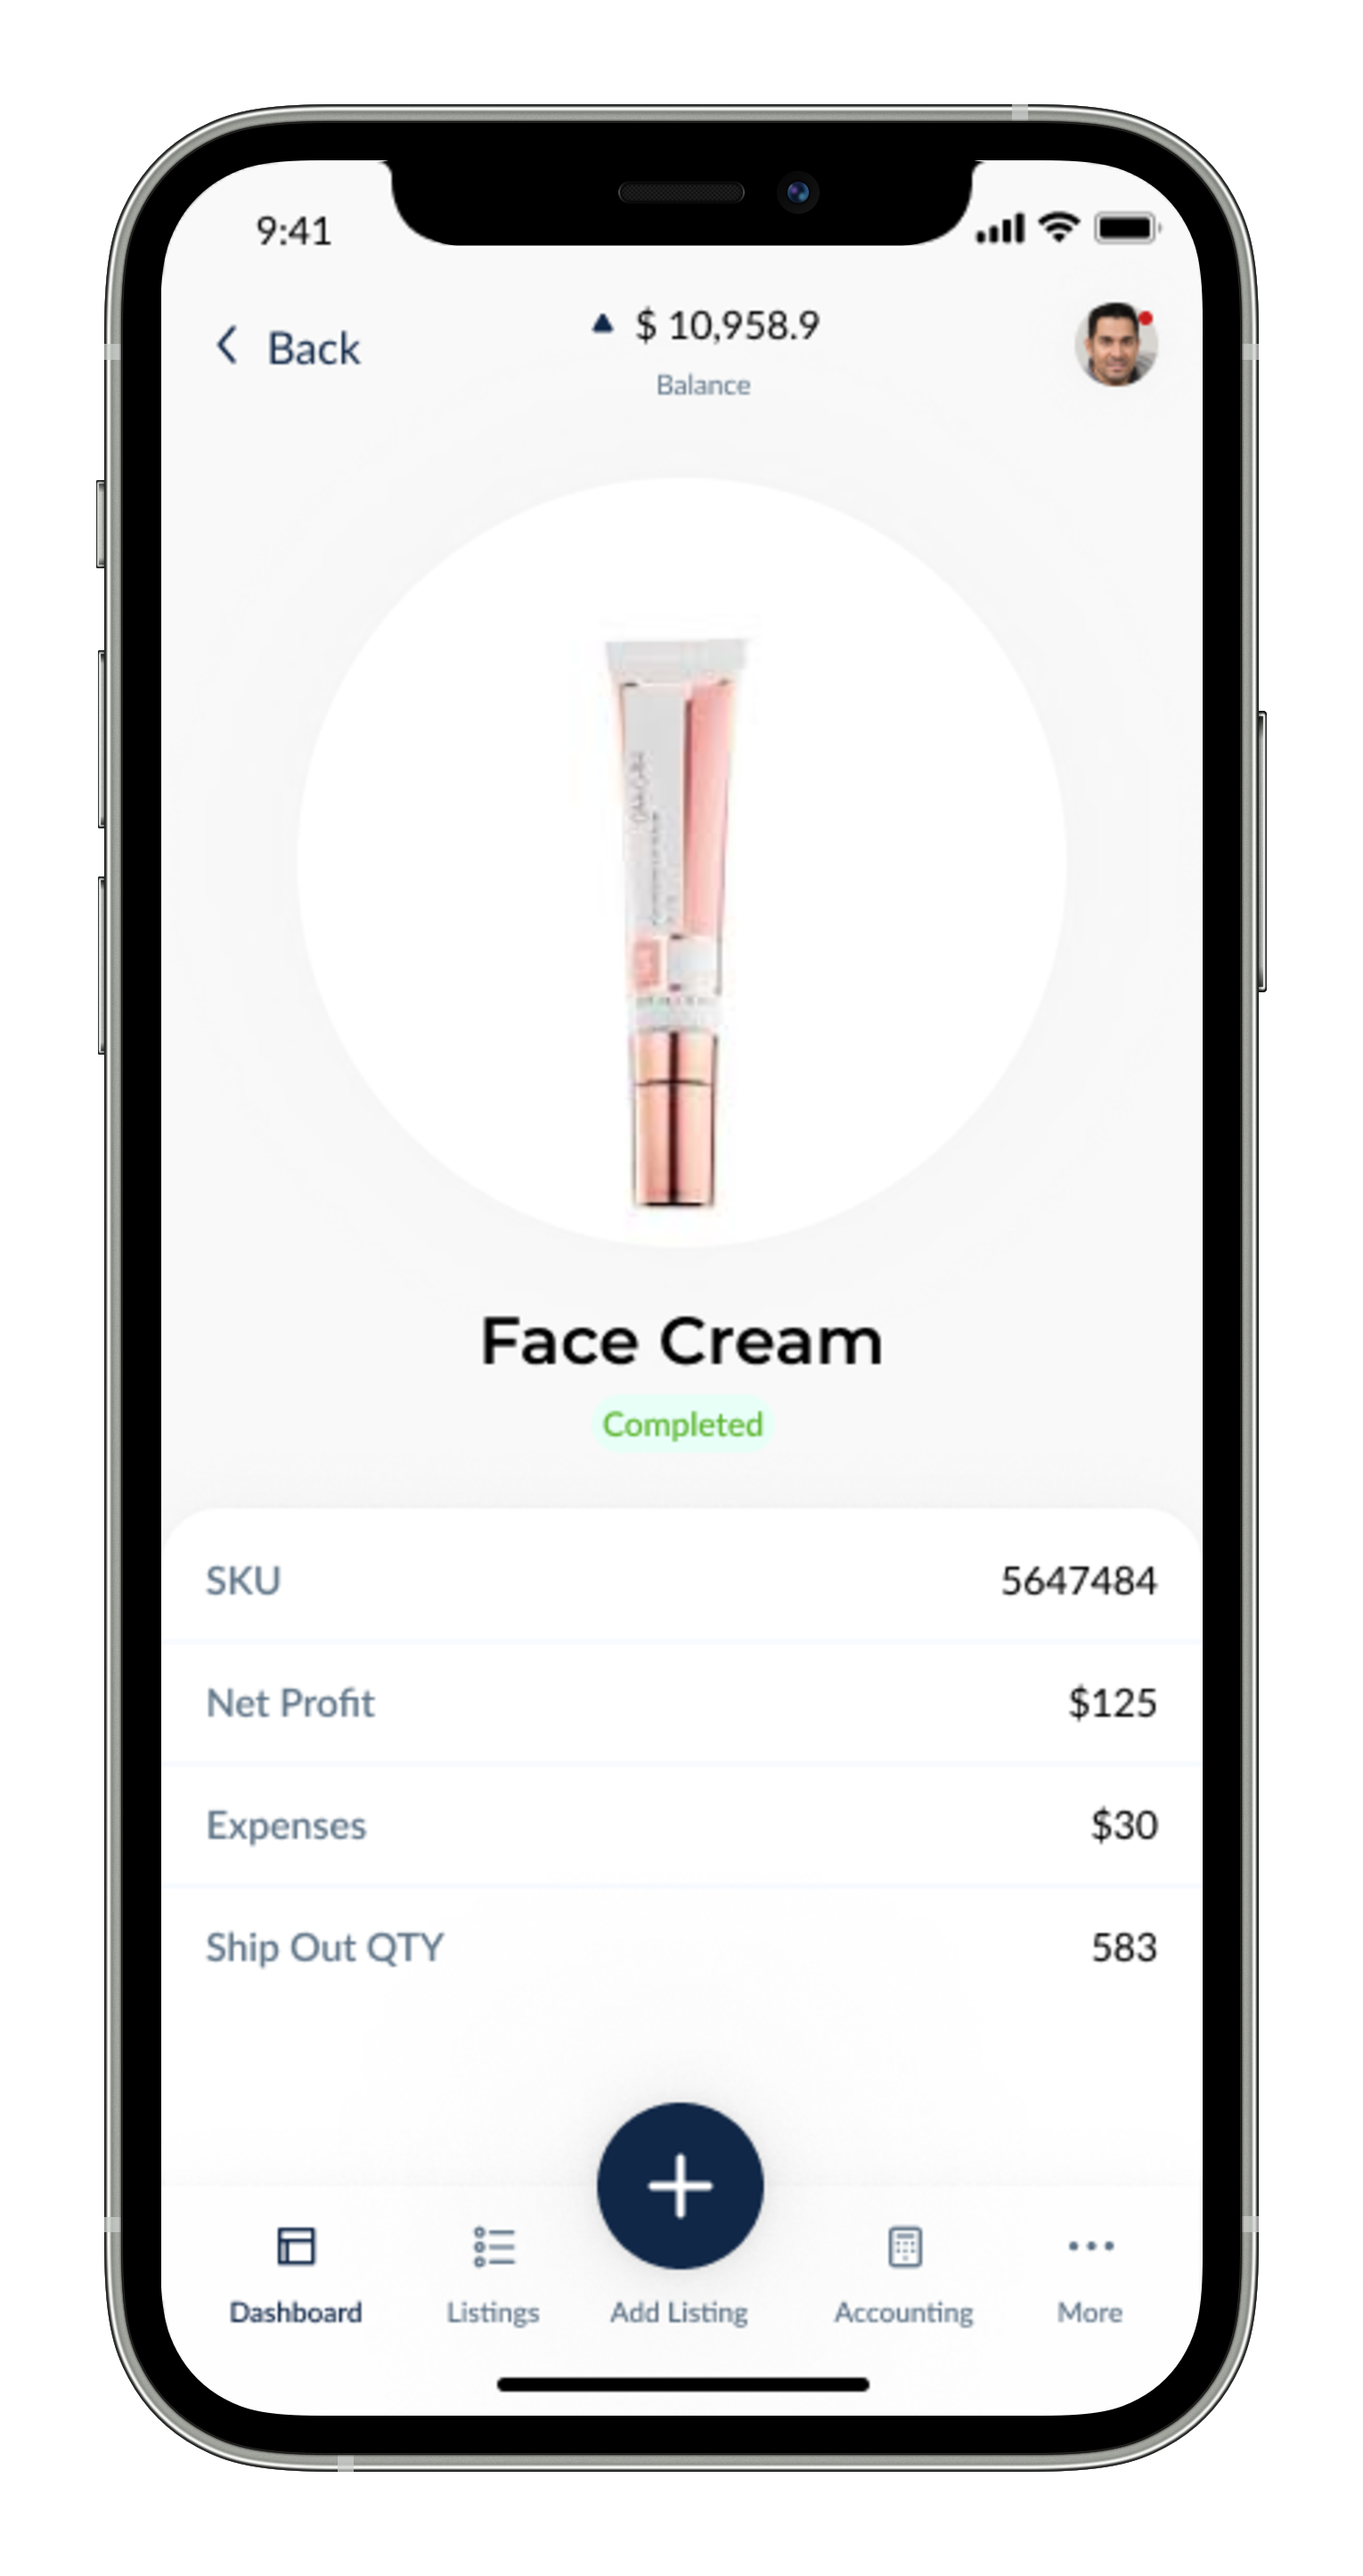 9:41
Back
$ 10,958.9
Balance
Face Cream
Completed
SKU 5647484
Net Profit $125
Expenses $30
Ship Out QTY 583
Dashboard Listings Add Listing Accounting More